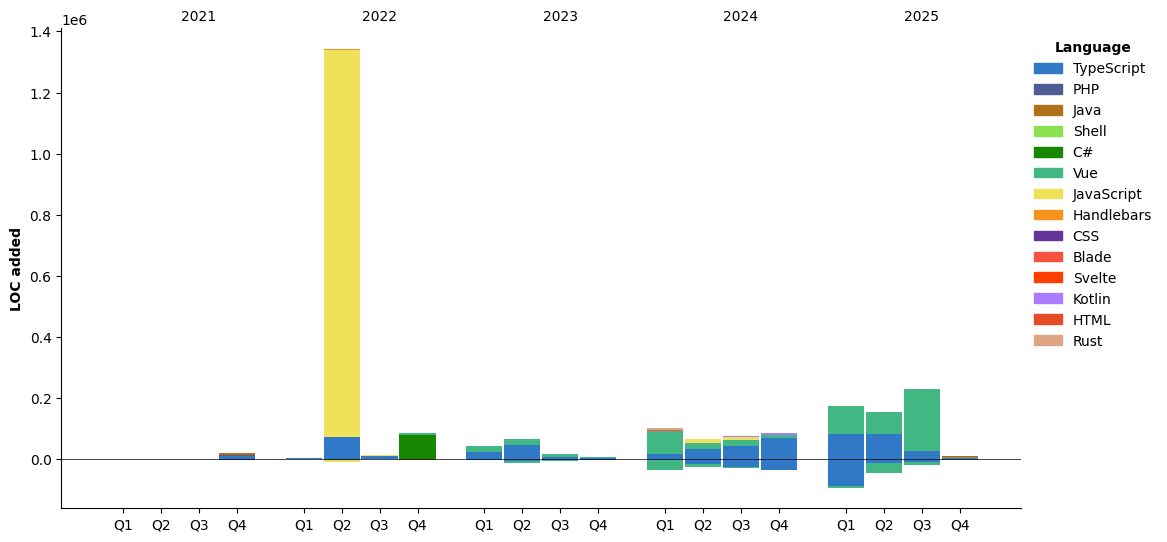 2021 2022 2023 2024 2025
1e6
1.4
1.2
1.0
0.8
0.6
0.4
0.2
0.0
LOC added
Q1 Q2 Q3 Q4 Q1 Q2 Q3 Q4 Q1 Q2 Q3 Q4 Q1 Q2 Q3 Q4 Q1 Q2 Q3 Q4
Language
TypeScript
PHP
Java
Shell
C#
Vue
JavaScript
Handlebars
CSS
Blade
Svelte
Kotlin
HTML
Rust